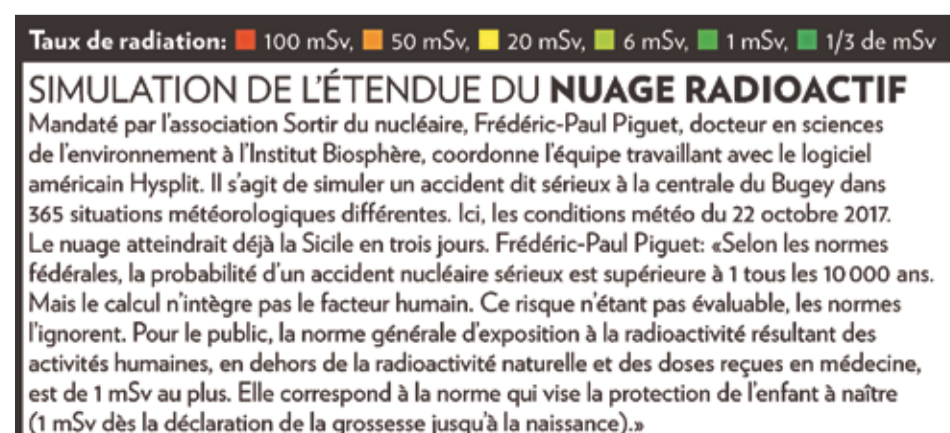 Taux de radiation: 100 mSv, 50 mSv, 20 mSv, 6 mSv, 1 mSv, 1/3 de mSv
SIMULATION DE L'ÉTENDUE DU NUAGE RADIOACTIF
Mandaté par l'association Sortir du nucléaire, Frédéric-Paul Piguet, docteur en sciences
de l'environnement à l'Institut Biosphère, coordonne l'équipe travaillant avec le logiciel
américain Hysplit. Il s'agit de simuler un accident dit sérieux à la centrale du Bugey dans
365 situations météorologiques différentes. Ici, les conditions météo du 22 octobre 2017.
Le nuage atteindrait déjà la Sicile en trois jours. Frédéric-Paul Piguet: «Selon les normes
fédérales, la probabilité d'un accident nucléaire sérieux est supérieure à 1 tous les 10 000 ans.
Mais le calcul n'intègre pas le facteur humain. Ce risque n'étant pas évaluable, les normes
l'ignorent. Pour le public, la norme générale d'exposition à la radioactivité résultant des
activités humaines, en dehors de la radioactivité naturelle et des doses reçues en médecine,
est de 1 mSv au plus. Elle correspond à la norme qui vise la protection de l'enfant à naître
(1 mSv dès la déclaration de la grossesse jusqu'à la naissance).»